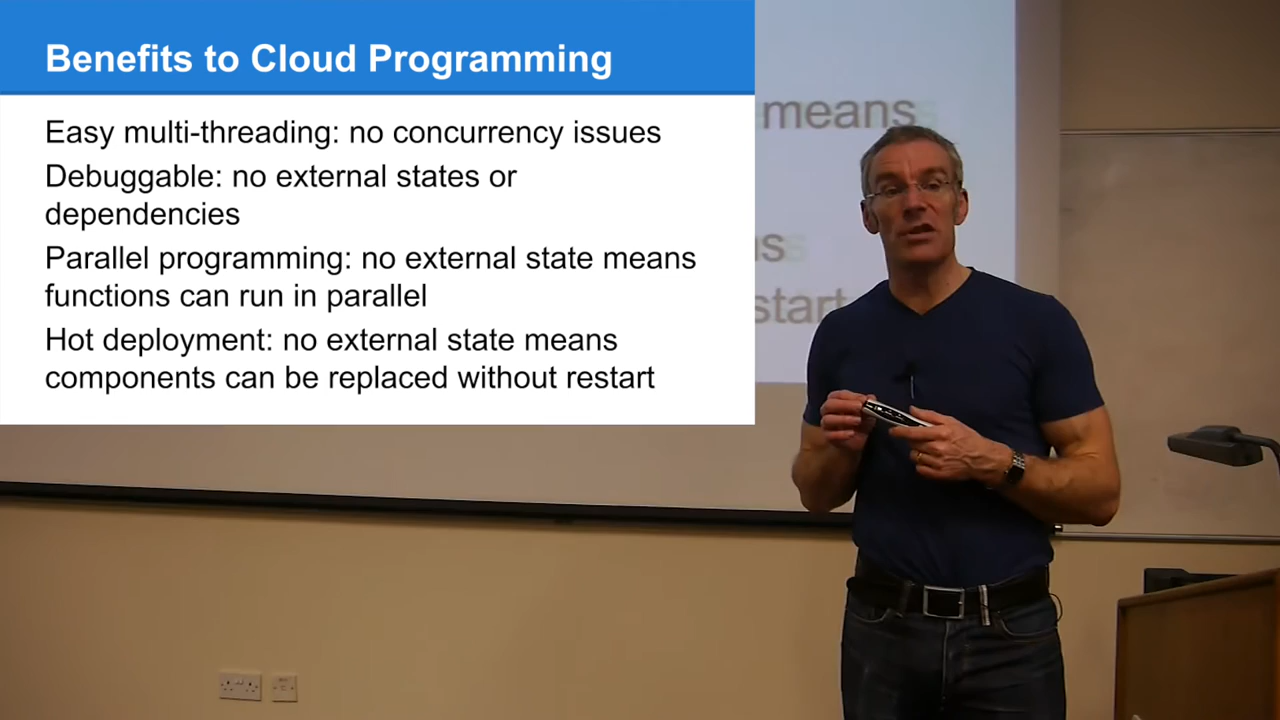 Benefits to Cloud Programming
Easy multi-threading: no concurrency issues
Debuggable: no external states or
dependencies
Parallel programming: no external state means
functions can run in parallel
Hot deployment: no external state means
components can be replaced without restart
means
start